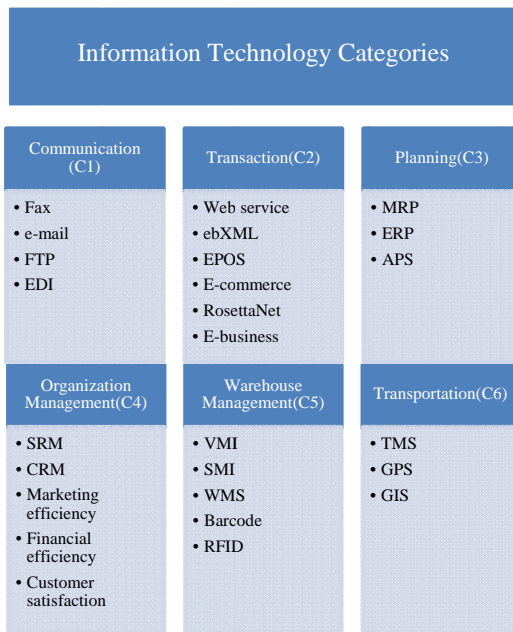 Information Technology Categories
Communication
(C1)
• Fax
• e-mail
• FTP
• EDI
Transaction(C2)
• Web service
• ebXML
• EPOS
• E-commerce
• RosettaNet
• E-business
Planning(C3)
• MRP
• ERP
• APS
Organization
Management(C4)
• SRM
• CRM
• Marketing
efficiency
• Financial
efficiency
• Customer
satisfaction
Warehouse
Management(C5)
• VMI
• SMI
• WMS
• Barcode
• RFID
Transportation(C6)
• TMS
• GPS
• GIS